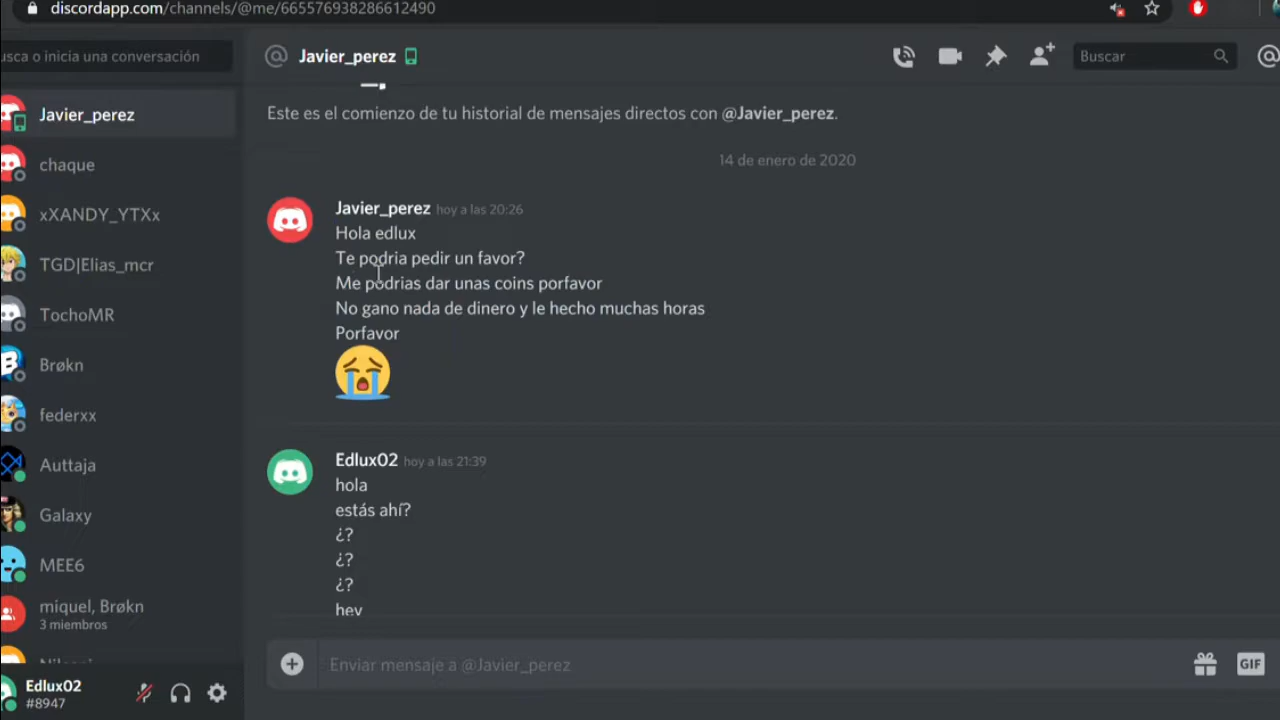 discordapp.com/channels/@me/665576938286612490
usca o inicia una conversación
Javier_perez
Buscar
Javier_perez
chaque
xXANDY_YTXx
TGD|Elias_mcr
TochoMR
Brøkn
federxx
Auttaja
Galaxy
MEE6
miquel, Brøkn
3 miembros
Edlux02
#8947
Este es el comienzo de tu historial de mensajes directos con @Javier_perez.
14 de enero de 2020
Javier_perez hoy a las 20:26
Hola edlux
Te podria pedir un favor?
Me podrias dar unas coins porfavor
No gano nada de dinero y le hecho muchas horas
Porfavor
Edlux02 hoy a las 21:39
hola
estás ahí?
¿?
¿?
¿?
hey
Enviar mensaje a @Javier_perez
GIF